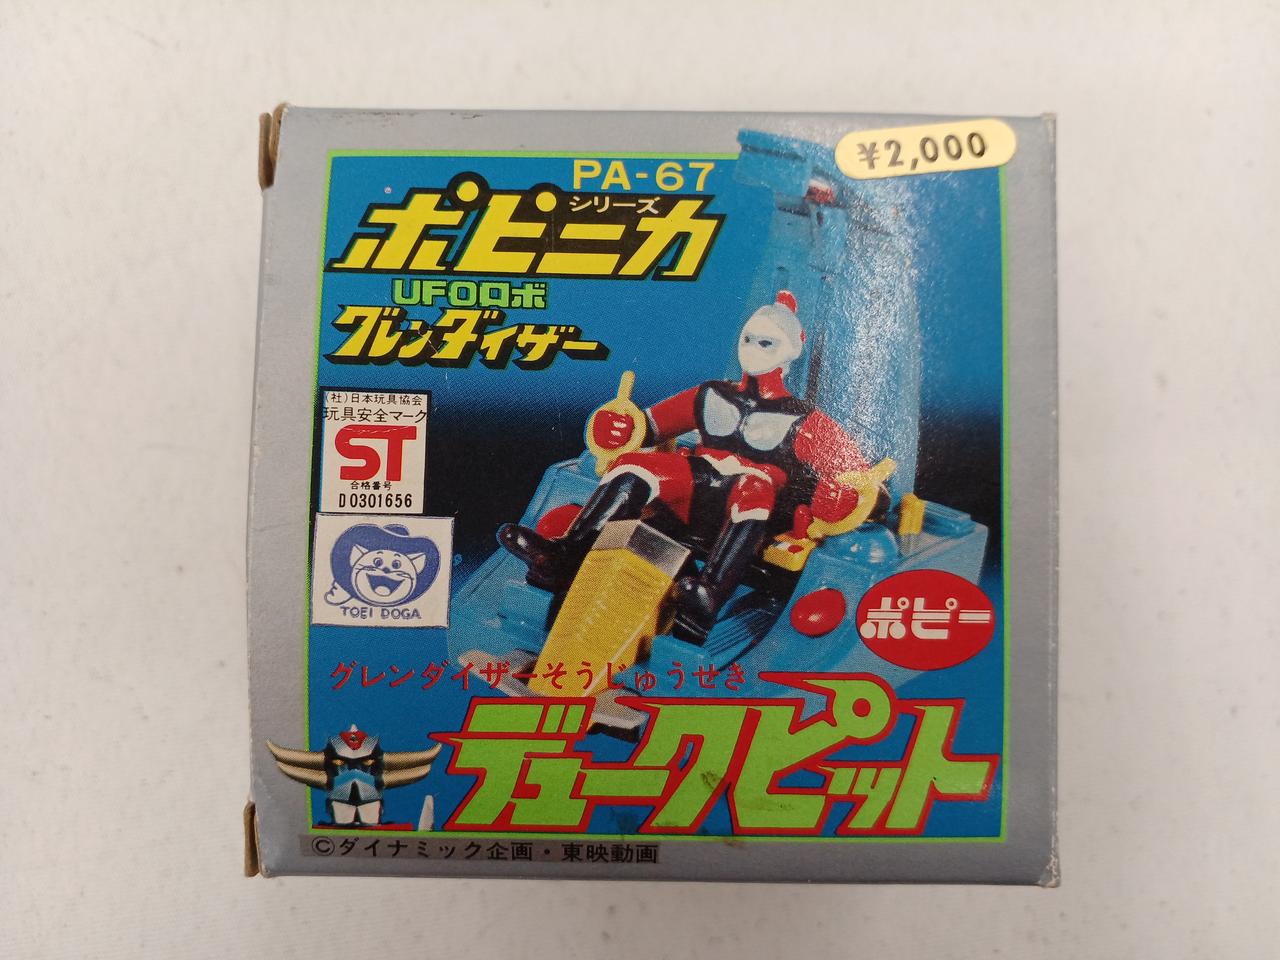 ¥2,000
PA-67
ポピニカ
シリーズ
UFOロボ
グレンダイザー
(社)日本玩具協会
玩具安全マーク
ST
合格番号
D0301656
TOEI DOGA
ポピー
グレンダイザーそうじゅうせき
デュークピット
©ダイナミック企画・東映動画